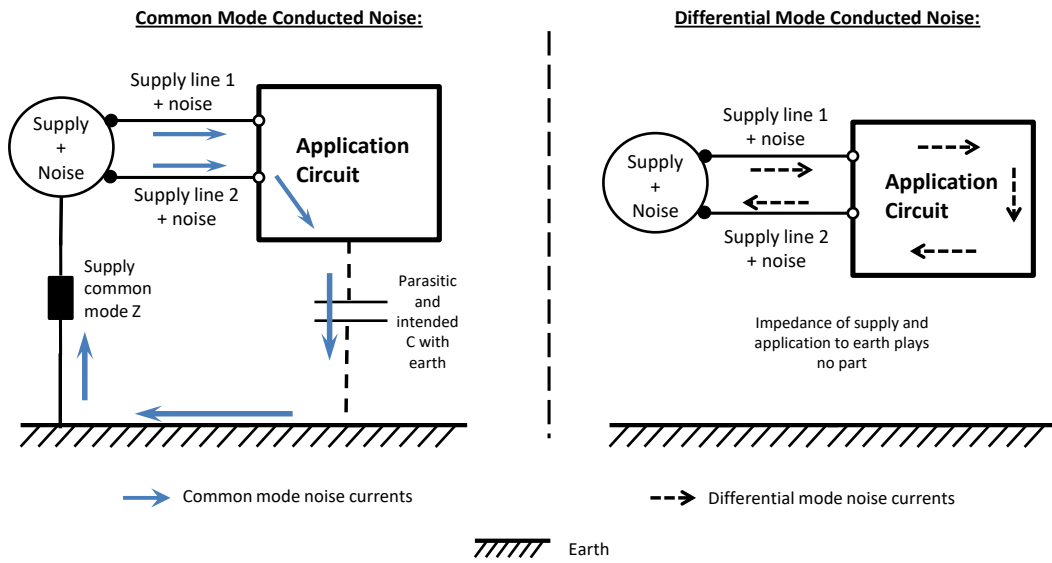 Common Mode Conducted Noise:
Supply line 1
+ noise
Supply
+
Noise
Application
Circuit
Supply line 2
+ noise
Supply
common
mode Z
Parasitic
and
intended
C with
earth
Common mode noise currents
Differential Mode Conducted Noise:
Supply line 1
+ noise
Supply
+
Noise
Application
Circuit
Supply line 2
+ noise
Impedance of supply and
application to earth plays
no part
Differential mode noise currents
Earth